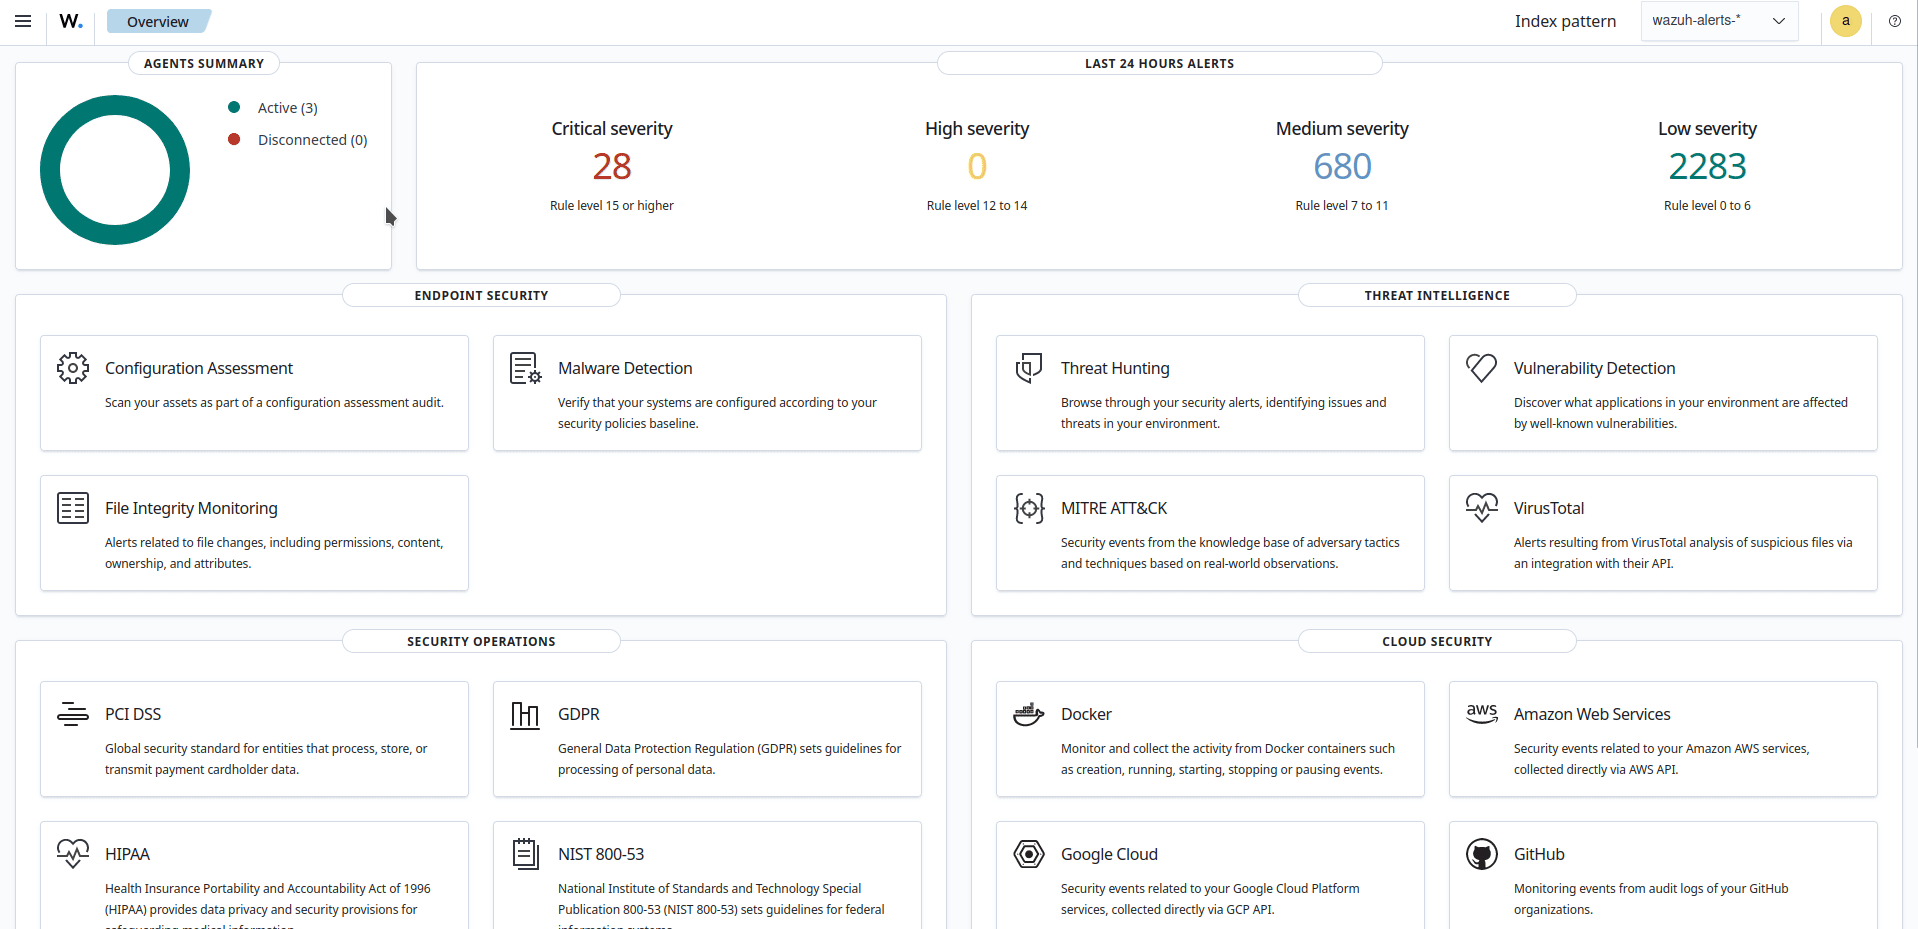 W.
Overview
Index pattern
wazuh-alerts-*
a
AGENTS SUMMARY
Active (3)
Disconnected (0)
LAST 24 HOURS ALERTS
Critical severity
28
Rule level 15 or higher
High severity
0
Rule level 12 to 14
Medium severity
680
Rule level 7 to 11
Low severity
2283
Rule level 0 to 6
ENDPOINT SECURITY
Configuration Assessment
Scan your assets as part of a configuration assessment audit.
Malware Detection
Verify that your systems are configured according to your
security policies baseline.
File Integrity Monitoring
Alerts related to file changes, including permissions, content,
ownership, and attributes.
THREAT INTELLIGENCE
Threat Hunting
Browse through your security alerts, identifying issues and
threats in your environment.
Vulnerability Detection
Discover what applications in your environment are affected
by well-known vulnerabilities.
MITRE ATT&CK
Security events from the knowledge base of adversary tactics
and techniques based on real-world observations.
VirusTotal
Alerts resulting from VirusTotal analysis of suspicious files via
an integration with their API.
SECURITY OPERATIONS
PCI DSS
Global security standard for entities that process, store, or
transmit payment cardholder data.
GDPR
General Data Protection Regulation (GDPR) sets guidelines for
processing of personal data.
HIPAA
Health Insurance Portability and Accountability Act of 1996
(HIPAA) provides data privacy and security provisions for
safeguarding medical information.
NIST 800-53
National Institute of Standards and Technology Special
Publication 800-53 (NIST 800-53) sets guidelines for federal
information systems.
CLOUD SECURITY
Docker
Monitor and collect the activity from Docker containers such
as creation, running, starting, stopping or pausing events.
aws
Amazon Web Services
Security events related to your Amazon AWS services,
collected directly via AWS API.
Google Cloud
Security events related to your Google Cloud Platform
services, collected directly via GCP API.
GitHub
Monitoring events from audit logs of your GitHub
organizations.